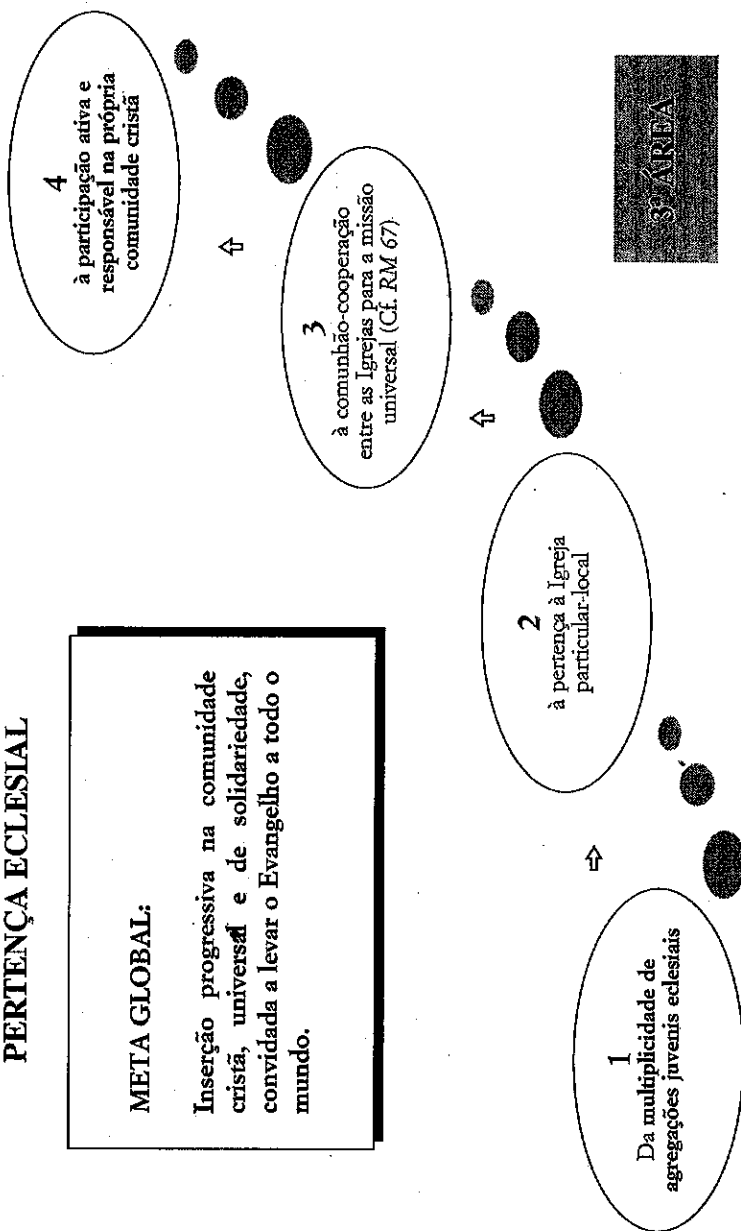 PERTENÇA ECLESIAL
META GLOBAL:
Inserção progressiva na comunidade
cristã, universal e de solidariedade,
convidada a levar o Evangelho a todo o
mundo.
1
Da multiplicidade de
agregações juvenis eclesiais
2
à pertença à Igreja
particular-local
3
à comunhão-cooperação
entre as Igrejas para a missão
universal (Cf. RM 67)
4
à participação ativa e
responsável na própria
comunidade cristã
3ª ÁREA